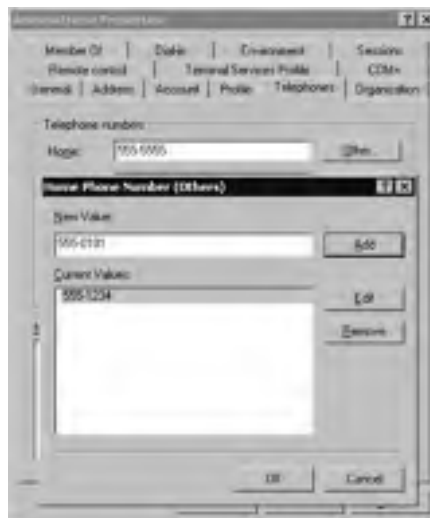 Member Of Dial-in Environment Sessions
Remote control Terminal Services Profile COM+
General Address Account Profile Telephones Organization
Telephone numbers
Home: 555-5555 Other...
Home Phone Number (Others)
New Value:
555-0101 Add
Current Values:
555-1234 Edit
Remove
OK Cancel